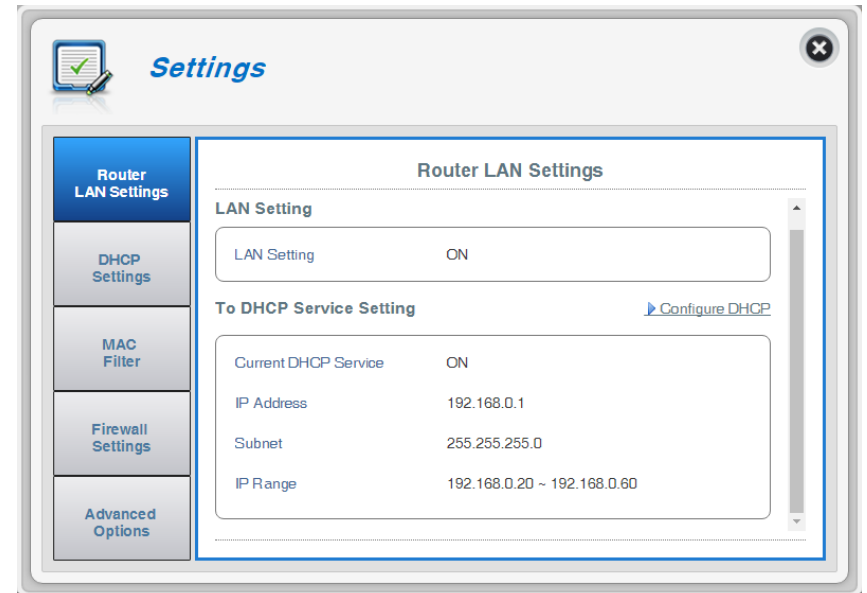 Settings
Router
LAN Settings
DHCP
Settings
MAC
Filter
Firewall
Settings
Advanced
Options
Router LAN Settings
LAN Setting
LAN Setting ON
To DHCP Service Setting Configure DHCP
Current DHCP Service ON
IP Address 192.168.0.1
Subnet 255.255.255.0
IP Range 192.168.0.20 ~ 192.168.0.60